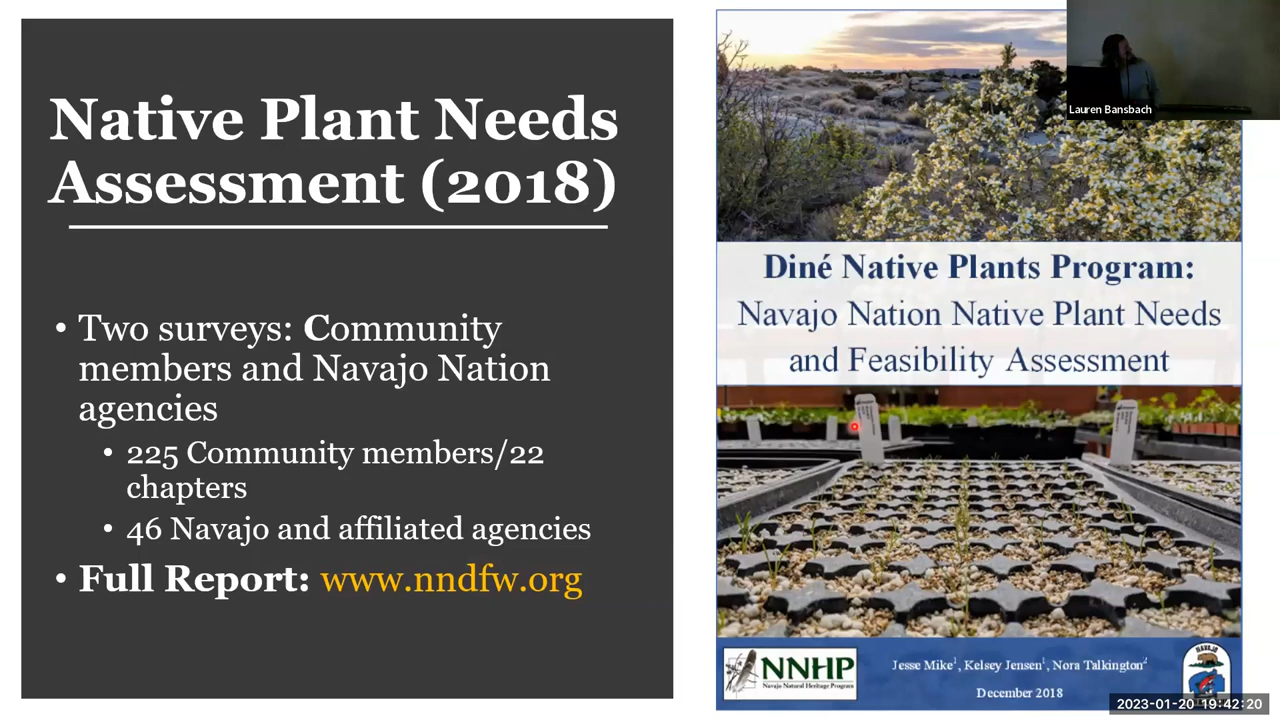 Native Plant Needs
Assessment (2018)
• Two surveys: Community
members and Navajo Nation
agencies
• 225 Community members/22
chapters
• 46 Navajo and affiliated agencies
• Full Report: www.nndfw.org
Lauren Bansbach
Diné Native Plants Program:
Navajo Nation Native Plant Needs
and Feasibility Assessment
NNHP
Navajo Natural Heritage Program
Jesse Mike¹, Kelsey Jensen¹, Nora Talkington²
December 2018
NAVAJO
2023-01-20 19:42:20